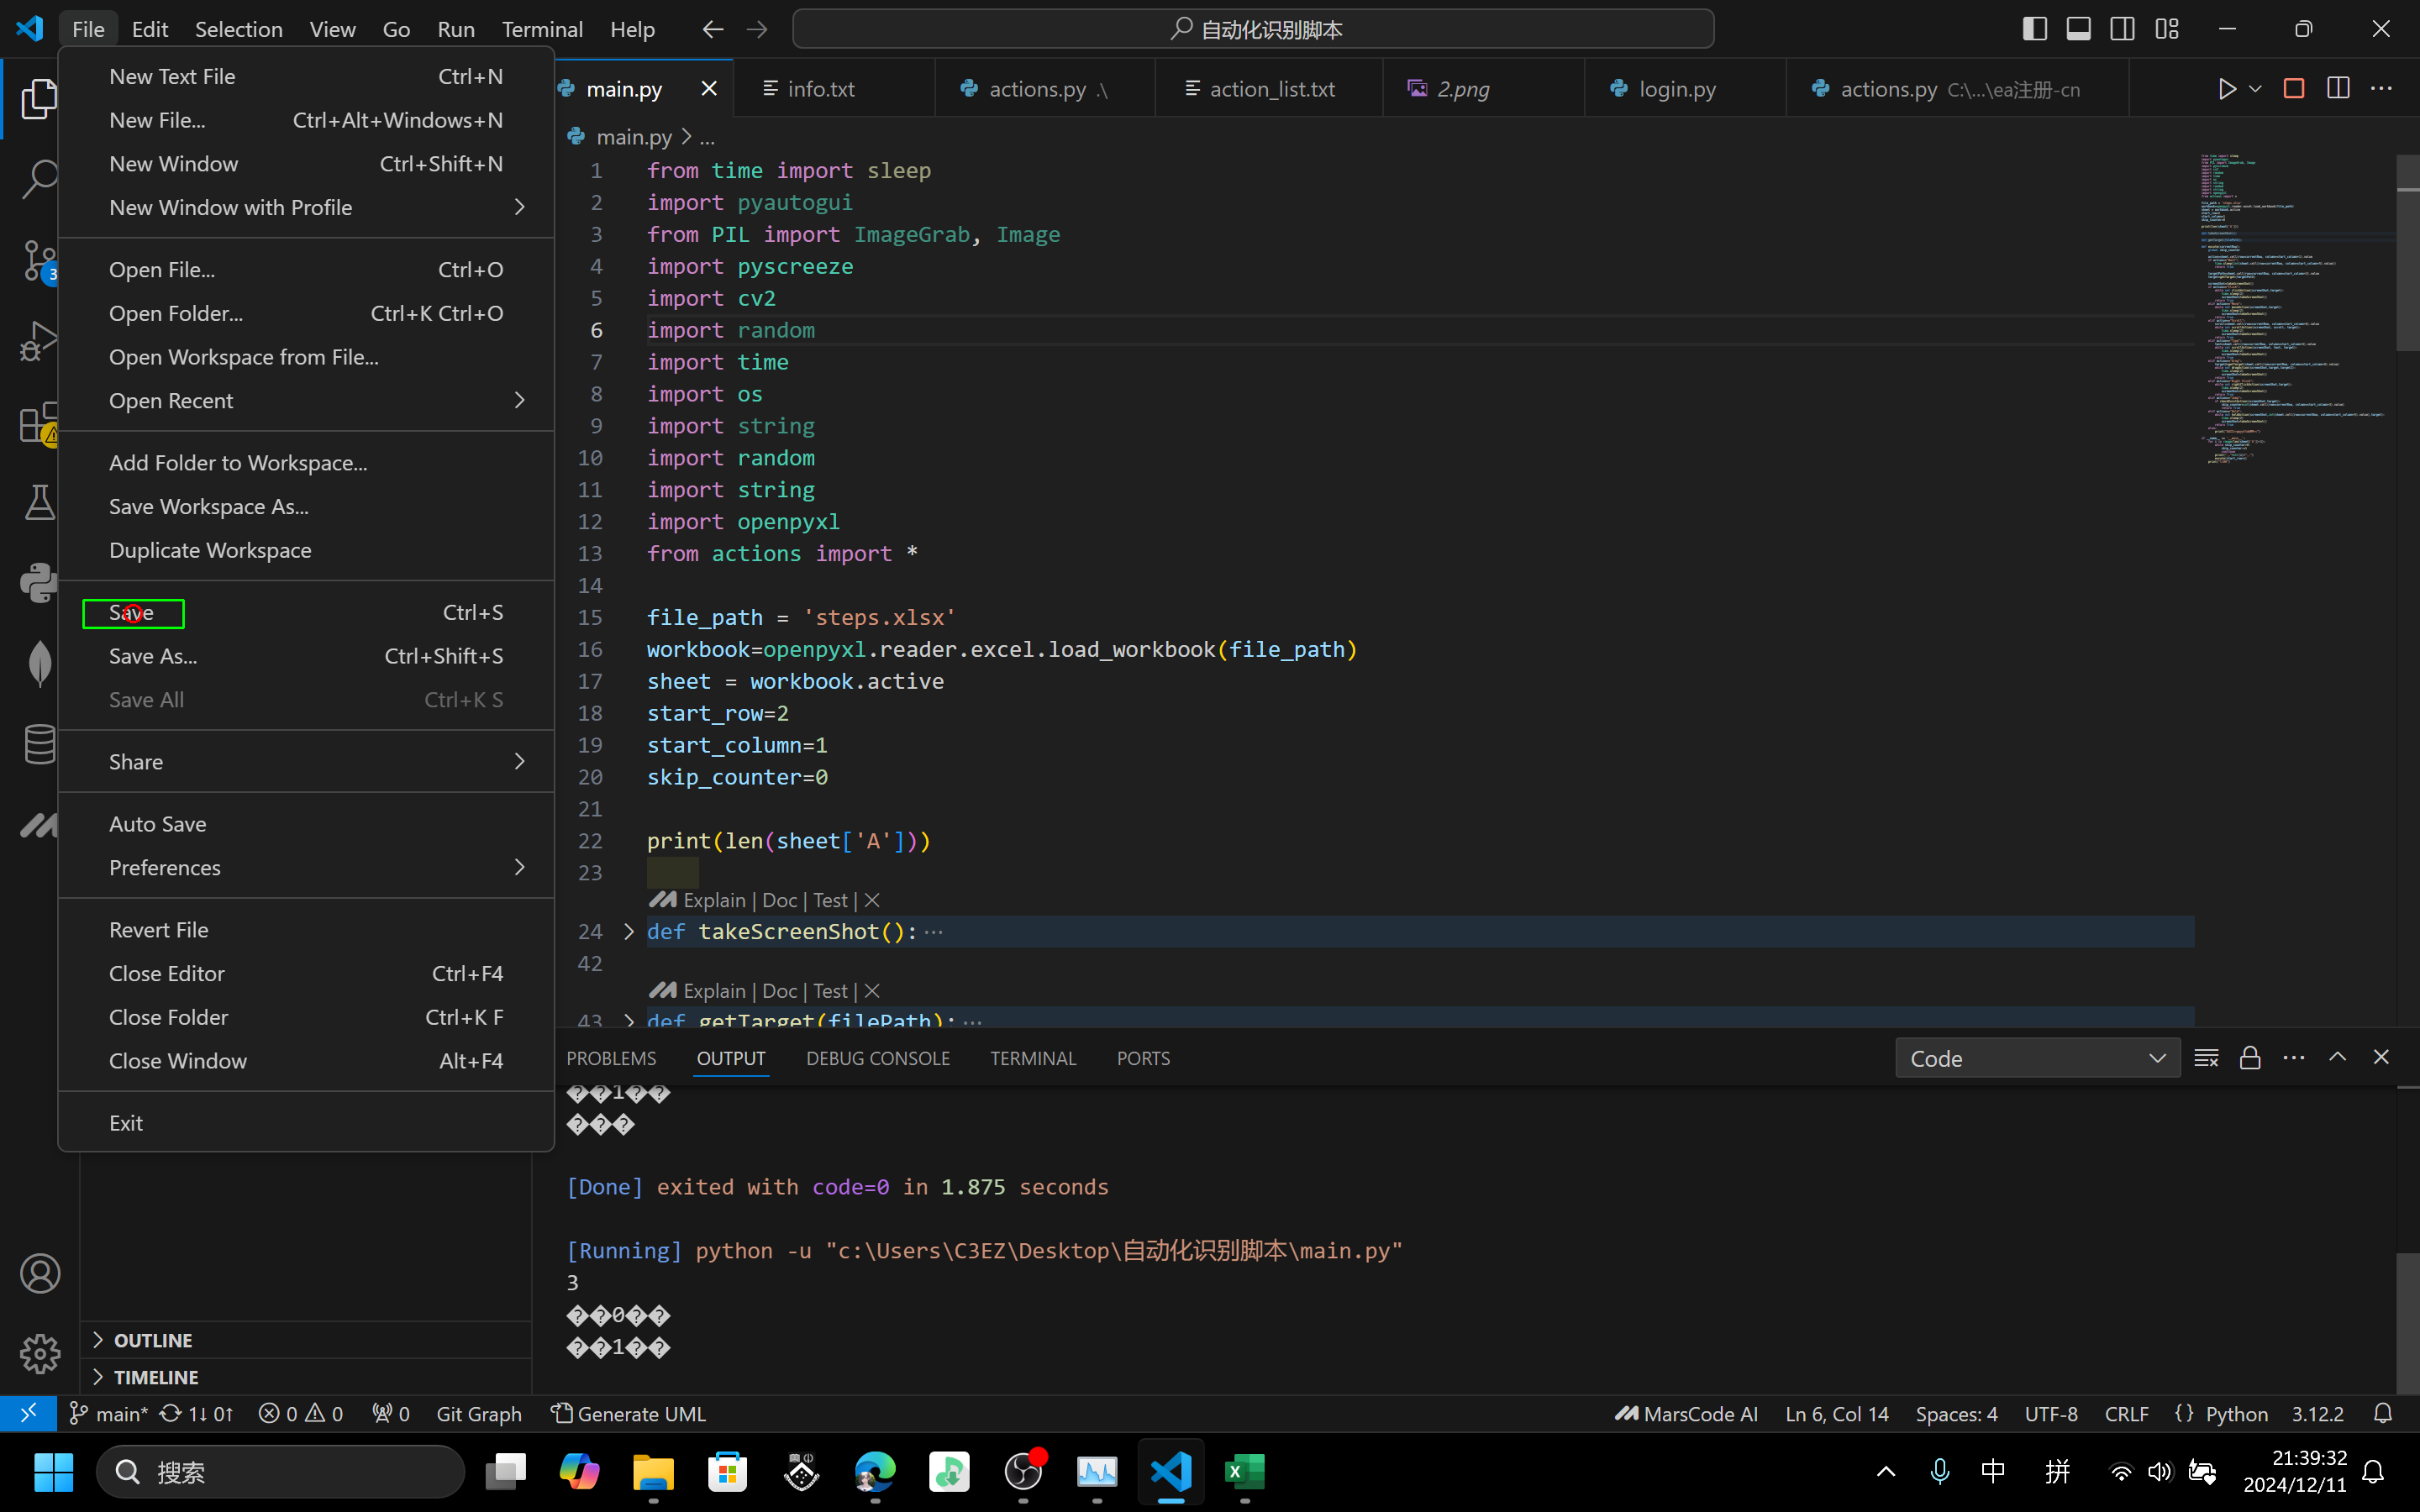 File Edit Selection View Go Run Terminal Help
自动化识别脚本
New Text File Ctrl+N
New File... Ctrl+Alt+Windows+N
New Window Ctrl+Shift+N
New Window with Profile
Open File... Ctrl+O
Open Folder... Ctrl+K Ctrl+O
Open Workspace from File...
Open Recent
Add Folder to Workspace...
Save Workspace As...
Duplicate Workspace
Save Ctrl+S
Save As... Ctrl+Shift+S
Save All Ctrl+K S
Share
Auto Save
Preferences
Revert File
Close Editor Ctrl+F4
Close Folder Ctrl+K F
Close Window Alt+F4
Exit
3
OUTLINE
TIMELINE
main.py info.txt actions.py .\ action_list.txt 2.png login.py actions.py C:\...\ea注册-cn
main.py > ...
1 from time import sleep
2 import pyautogui
3 from PIL import ImageGrab, Image
4 import pyscreeze
5 import cv2
6 import random
7 import time
8 import os
9 import string
10 import random
11 import string
12 import openpyxl
13 from actions import *
14
15 file_path = 'steps.xlsx'
16 workbook=openpyxl.reader.excel.load_workbook(file_path)
17 sheet = workbook.active
18 start_row=2
19 start_column=1
20 skip_counter=0
21
22 print(len(sheet['A']))
23
Explain | Doc | Test | X
24 def takeScreenShot():···
42
Explain | Doc | Test | X
43 def getTarget(filePath):···
PROBLEMS OUTPUT DEBUG CONSOLE TERMINAL PORTS
Code
��1��
���
[Done] exited with code=0 in 1.875 seconds
[Running] python -u "c:\Users\C3EZ\Desktop\自动化识别脚本\main.py"
3
��0��
��1��
main* 1↓ 0↑ 0 0 0 Git Graph Generate UML
MarsCode AI Ln 6, Col 14 Spaces: 4 UTF-8 CRLF {} Python 3.12.2
搜索
中 拼
21:39:32
2024/12/11